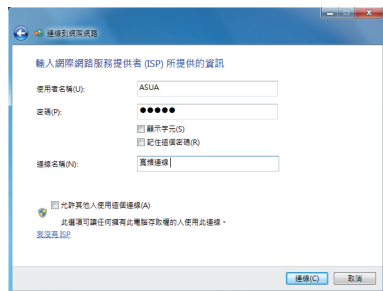 連線到網際網路
輸入網際網路服務提供者 (ISP) 所提供的資訊
使用者名稱(U):
ASUA
密碼(P):
●●●●●
顯示字元(S)
記住這個密碼(R)
連線名稱(N):
寬頻連線
允許其他人使用這個連線(A)
此選項可讓任何擁有此電腦存取權的人使用此連線。
我沒有 ISP
連線(C)
取消